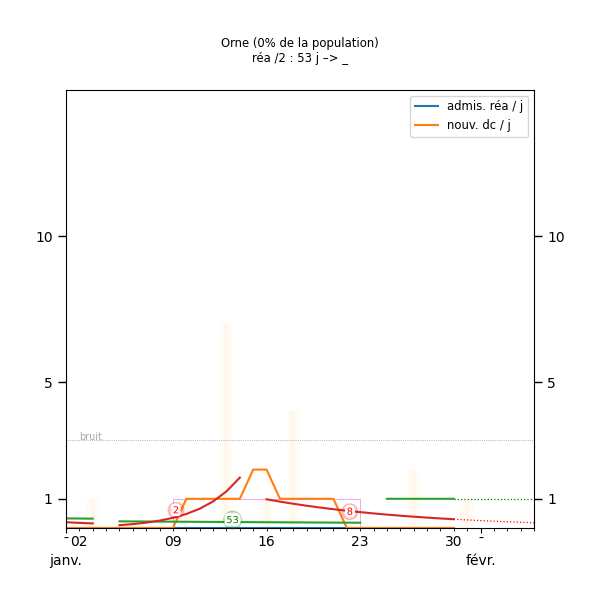 Orne (0% de la population)
réa /2 : 53 j –> _
admis. réa / j
nouv. dc / j
10
10
5
5
bruit
1
1
2
53
8
02
09
16
23
30
janv.
févr.